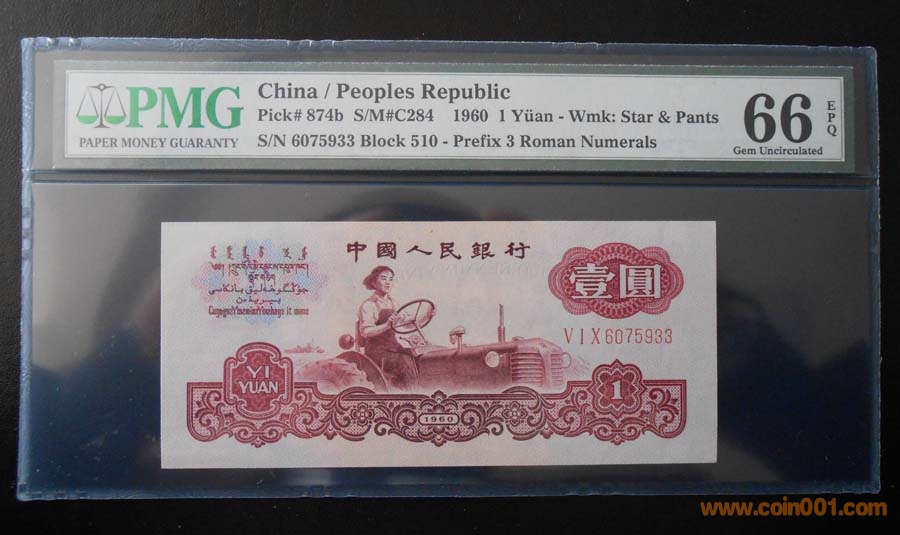 PMG
PAPER MONEY GUARANTY
China / Peoples Republic
Pick# 874b S/M#C284 1960 1 Yüan - Wmk: Star & Pants
S/N 6075933 Block 510 - Prefix 3 Roman Numerals
66
EPQ
Gem Uncirculated
中國人民銀行
壹圓
VIX6075933
YI
YUAN
1960
1
www.coin001.com